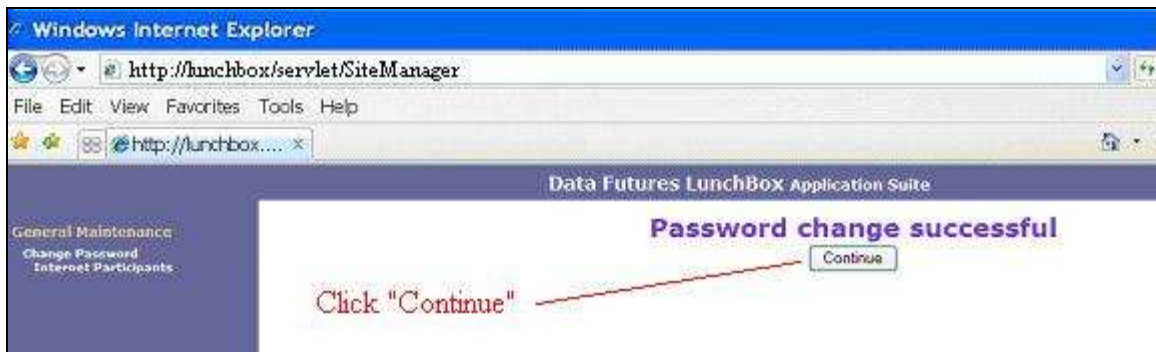 Windows Internet Explorer
http://lunchbox/servlet/SiteManager
File Edit View Favorites Tools Help
http://lunchbox.... ×
Data Futures LunchBox Application Suite
General Maintenance
Change Password
Internet Participants
Password change successful
Continue
Click "Continue"